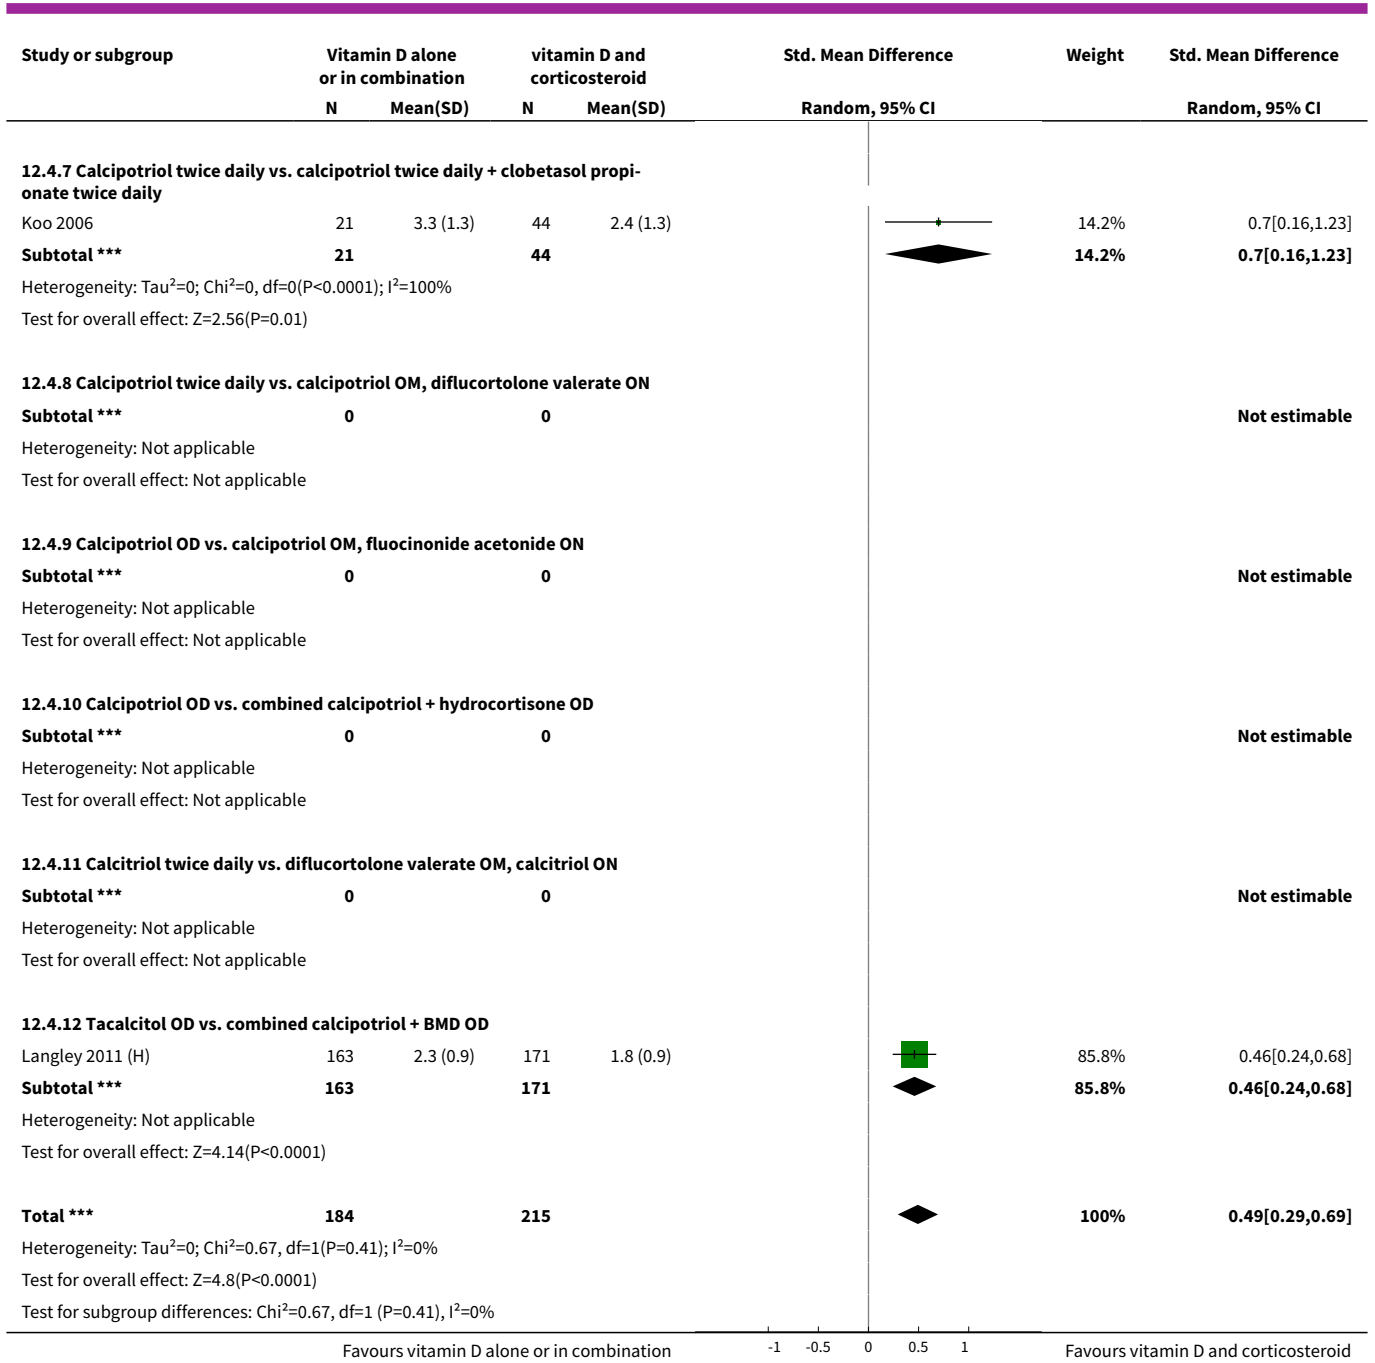 Study or subgroup Vitamin D alone vitamin D and Std. Mean Difference Weight Std. Mean Difference
or in combination corticosteroid
N Mean(SD) N Mean(SD) Random, 95% CI Random, 95% CI
12.4.7 Calcipotriol twice daily vs. calcipotriol twice daily + clobetasol propi-
onate twice daily
Koo 2006 21 3.3 (1.3) 44 2.4 (1.3) 14.2% 0.7[0.16,1.23]
Subtotal *** 21 44 14.2% 0.7[0.16,1.23]
Heterogeneity: Tau²=0; Chi²=0, df=0(P<0.0001); I²=100%
Test for overall effect: Z=2.56(P=0.01)
12.4.8 Calcipotriol twice daily vs. calcipotriol OM, diflucortolone valerate ON
Subtotal *** 0 0 Not estimable
Heterogeneity: Not applicable
Test for overall effect: Not applicable
12.4.9 Calcipotriol OD vs. calcipotriol OM, fluocinonide acetonide ON
Subtotal *** 0 0 Not estimable
Heterogeneity: Not applicable
Test for overall effect: Not applicable
12.4.10 Calcipotriol OD vs. combined calcipotriol + hydrocortisone OD
Subtotal *** 0 0 Not estimable
Heterogeneity: Not applicable
Test for overall effect: Not applicable
12.4.11 Calcitriol twice daily vs. diflucortolone valerate OM, calcitriol ON
Subtotal *** 0 0 Not estimable
Heterogeneity: Not applicable
Test for overall effect: Not applicable
12.4.12 Tacalcitol OD vs. combined calcipotriol + BMD OD
Langley 2011 (H) 163 2.3 (0.9) 171 1.8 (0.9) 85.8% 0.46[0.24,0.68]
Subtotal *** 163 171 85.8% 0.46[0.24,0.68]
Heterogeneity: Not applicable
Test for overall effect: Z=4.14(P<0.0001)
Total *** 184 215 100% 0.49[0.29,0.69]
Heterogeneity: Tau²=0; Chi²=0.67, df=1(P=0.41); I²=0%
Test for overall effect: Z=4.8(P<0.0001)
Test for subgroup differences: Chi²=0.67, df=1 (P=0.41), I²=0%
Favours vitamin D alone or in combination -1 -0.5 0 0.5 1 Favours vitamin D and corticosteroid